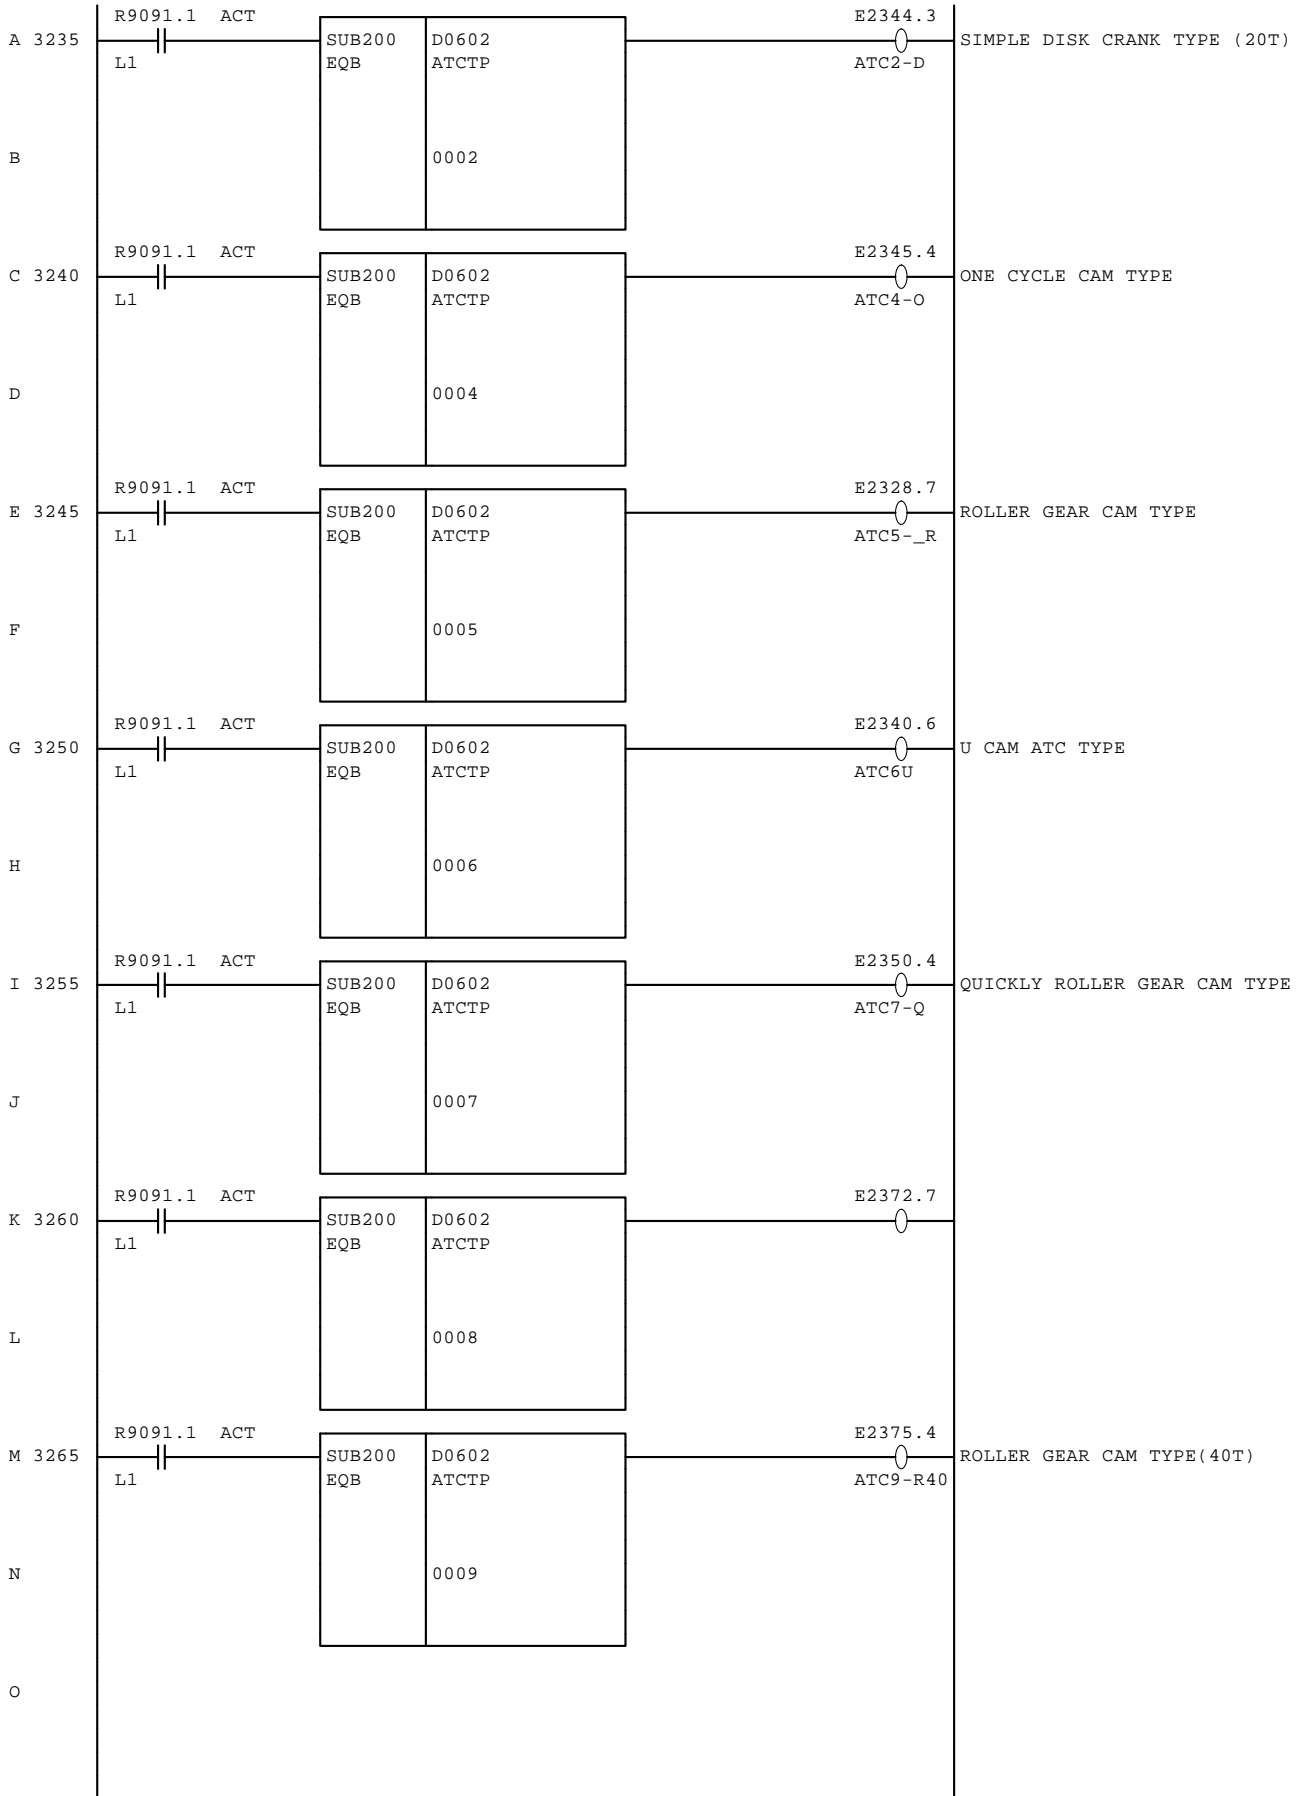 R9091.1 ACT E2344.3
A 3235 SUB200 D0602 SIMPLE DISK CRANK TYPE (20T)
L1 EQB ATCTP ATC2-D
B 0002
R9091.1 ACT E2345.4
C 3240 SUB200 D0602 ONE CYCLE CAM TYPE
L1 EQB ATCTP ATC4-O
D 0004
R9091.1 ACT E2328.7
E 3245 SUB200 D0602 ROLLER GEAR CAM TYPE
L1 EQB ATCTP ATC5-_R
F 0005
R9091.1 ACT E2340.6
G 3250 SUB200 D0602 U CAM ATC TYPE
L1 EQB ATCTP ATC6U
H 0006
R9091.1 ACT E2350.4
I 3255 SUB200 D0602 QUICKLY ROLLER GEAR CAM TYPE
L1 EQB ATCTP ATC7-Q
J 0007
R9091.1 ACT E2372.7
K 3260 SUB200 D0602
L1 EQB ATCTP
L 0008
R9091.1 ACT E2375.4
M 3265 SUB200 D0602 ROLLER GEAR CAM TYPE(40T)
L1 EQB ATCTP ATC9-R40
N 0009
O